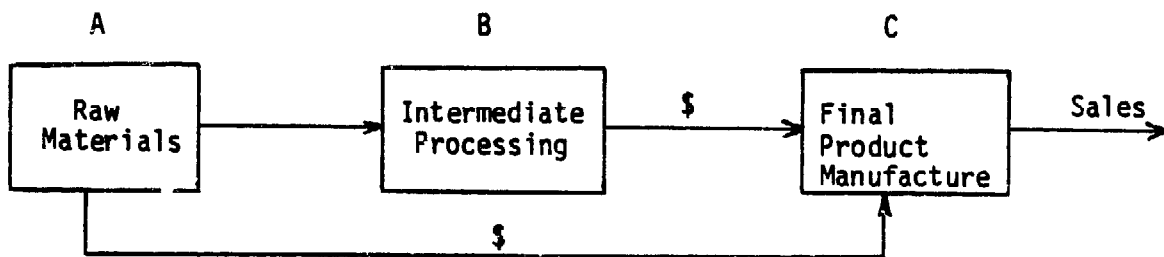 A
B
C
Raw
Materials
Intermediate
Processing
$
Final
Product
Manufacture
Sales
$